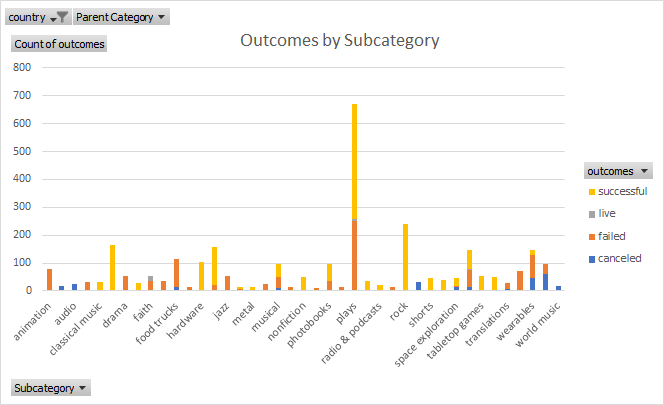 country
Parent Category
Count of outcomes
Outcomes by Subcategory
800
700
600
500
400
300
200
100
0
animation
audio
classical music
drama
faith
food trucks
hardware
jazz
metal
musical
nonfiction
photobooks
plays
radio & podcasts
rock
shorts
space exploration
tabletop games
translations
wearables
world music
outcomes
successful
live
failed
canceled
Subcategory